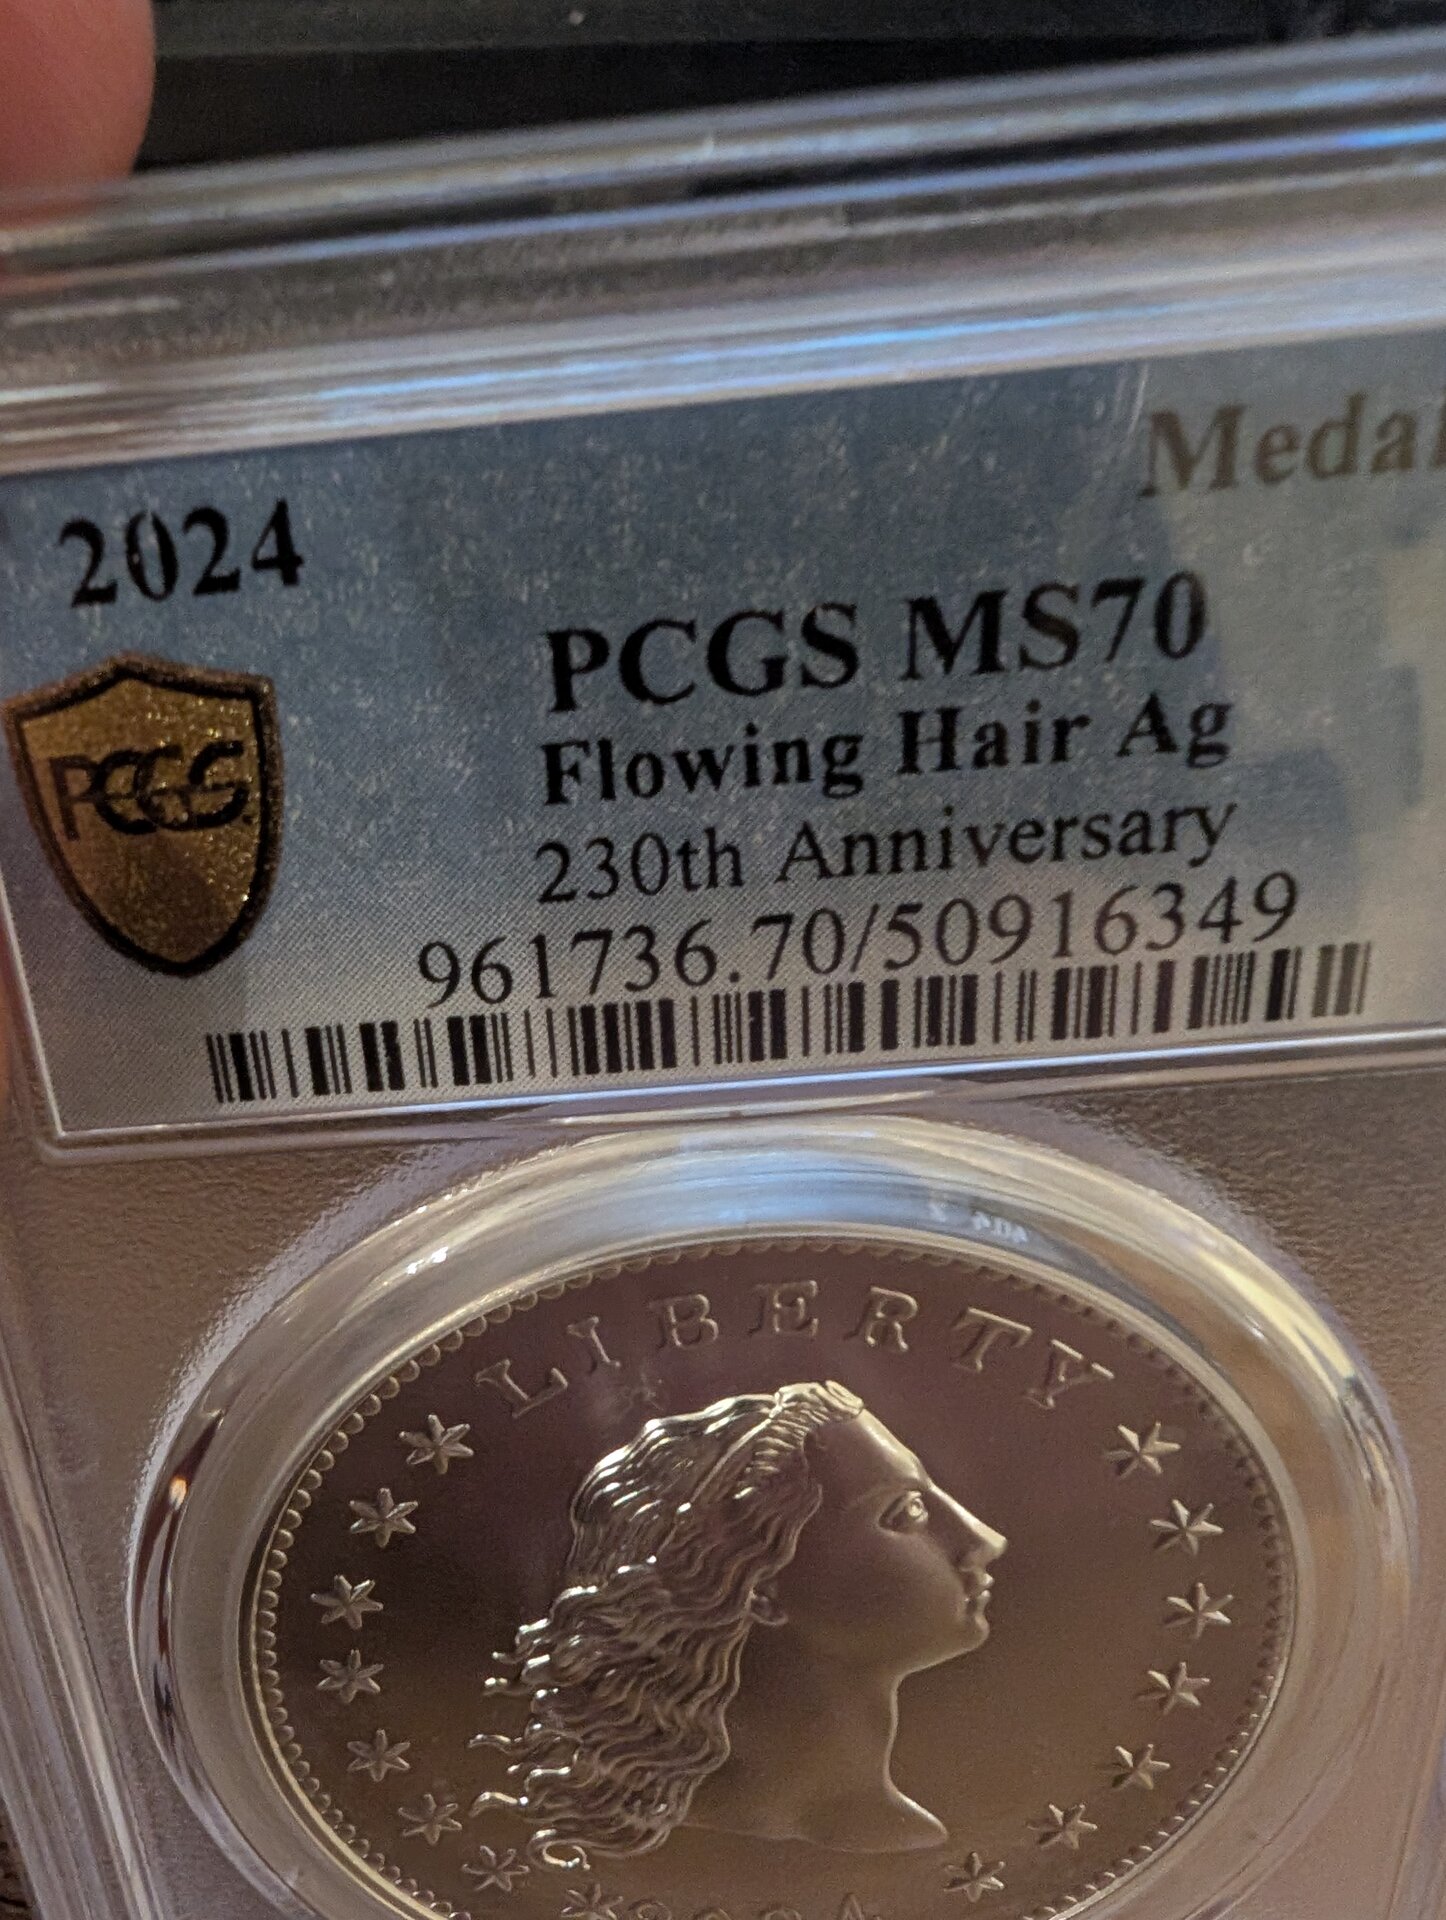 2024
Medal
PCGS MS70
Flowing Hair Ag
230th Anniversary
961736.70/50916349
PCGS
LIBERTY